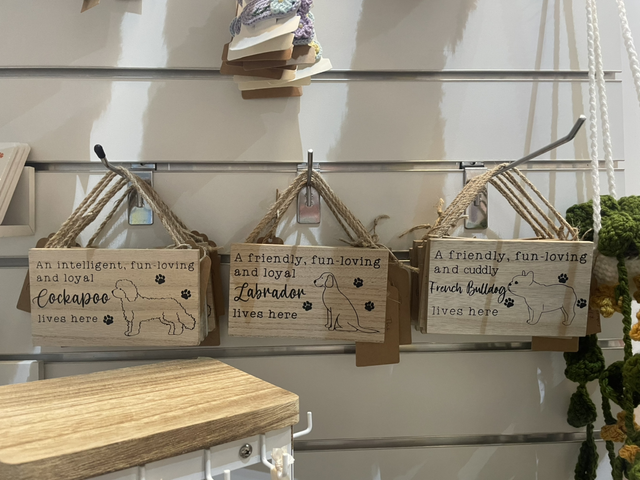 An intelligent, fun-loving
and loyal
Cockapoo
lives here
A friendly, fun-loving
and loyal
Labrador
lives here
A friendly, fun-loving
and cuddly
French Bulldog
lives here